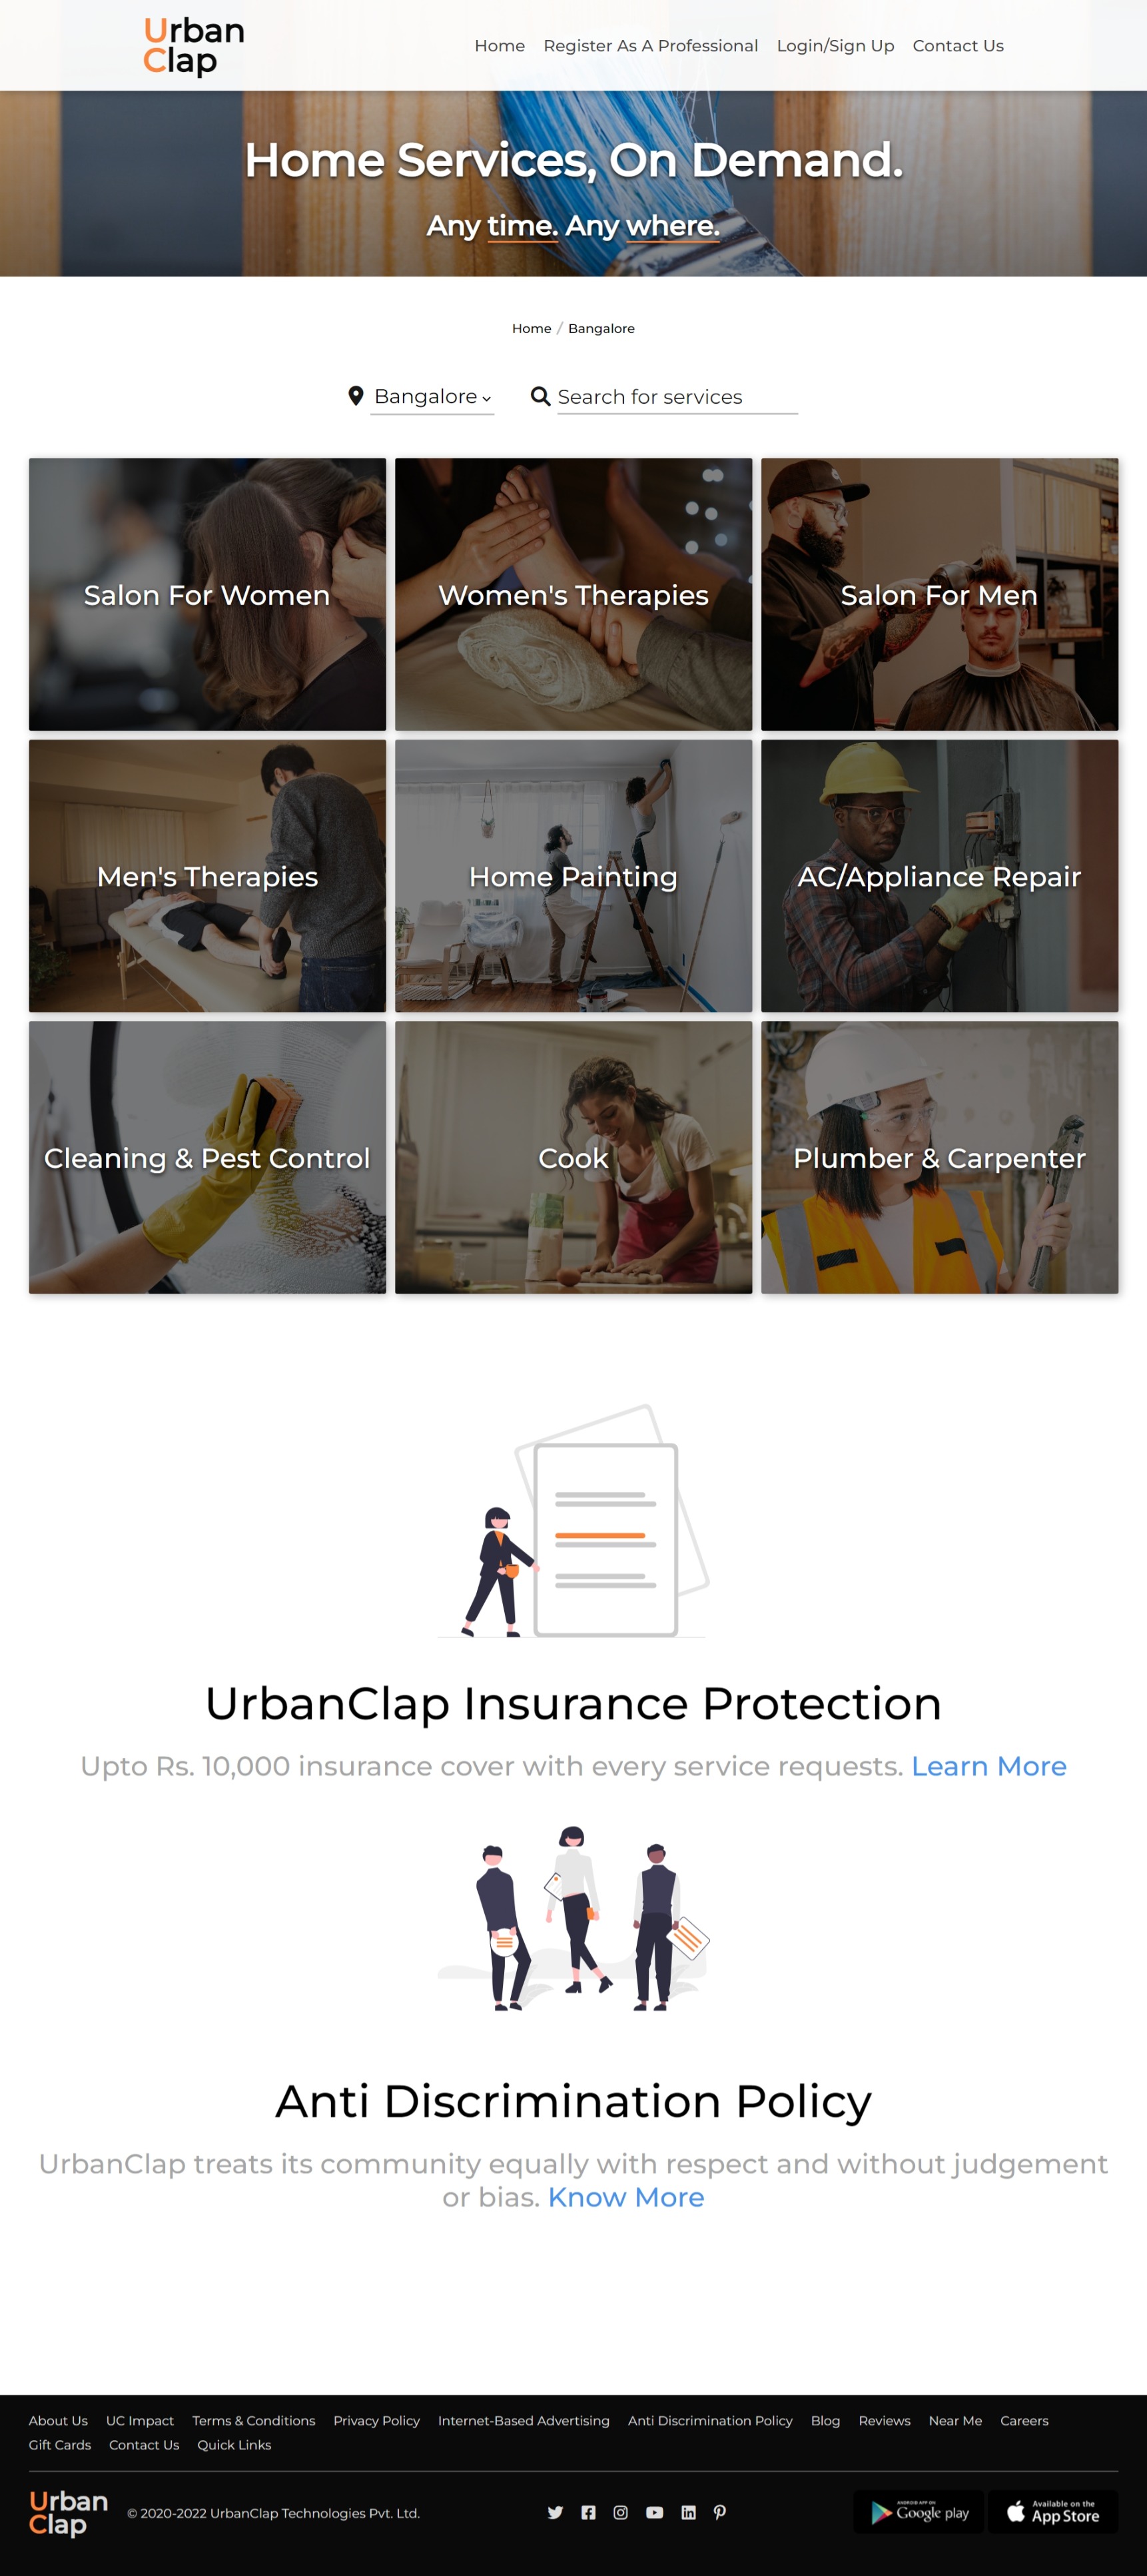 Urban
Clap
Home Register As A Professional Login/Sign Up Contact Us
Home Services, On Demand.
Any time. Any where.
Home / Bangalore
Bangalore
Search for services
Salon For Women
Women's Therapies
Salon For Men
Men's Therapies
Home Painting
AC/Appliance Repair
Cleaning & Pest Control
Cook
Plumber & Carpenter
UrbanClap Insurance Protection
Upto Rs. 10,000 insurance cover with every service requests. Learn More
Anti Discrimination Policy
UrbanClap treats its community equally with respect and without judgement
or bias. Know More
About Us UC Impact Terms & Conditions Privacy Policy Internet-Based Advertising Anti Discrimination Policy Blog Reviews Near Me Careers
Gift Cards Contact Us Quick Links
Urban
Clap
© 2020-2022 UrbanClap Technologies Pvt. Ltd.
ANDROID APP ON
Google play
Available on the
App Store